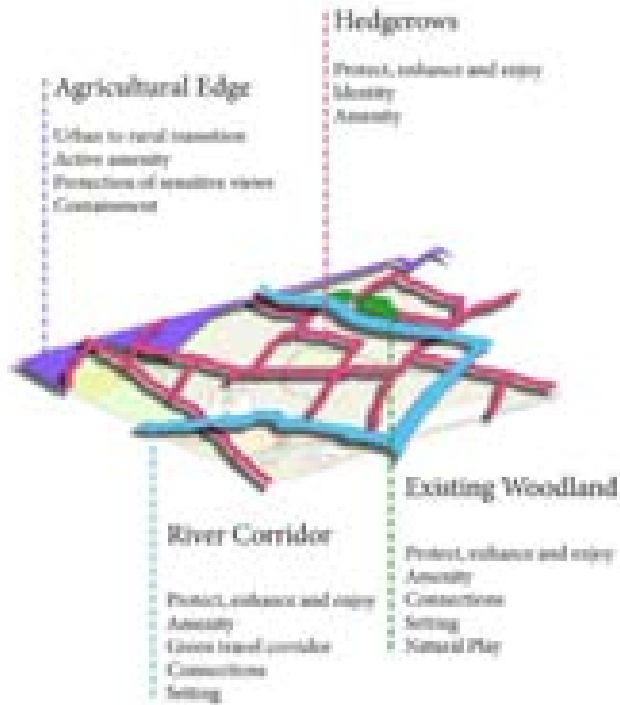 Hedgerows
Protect, enhance and enjoy
Identity
Amenity
Agricultural Edge
Urban to rural transition
Active amenity
Protection of sensitive views
Containment
Existing Woodland
Protect, enhance and enjoy
Amenity
Connections
Setting
Natural Play
River Corridor
Protect, enhance and enjoy
Amenity
Green travel corridor
Connections
Setting